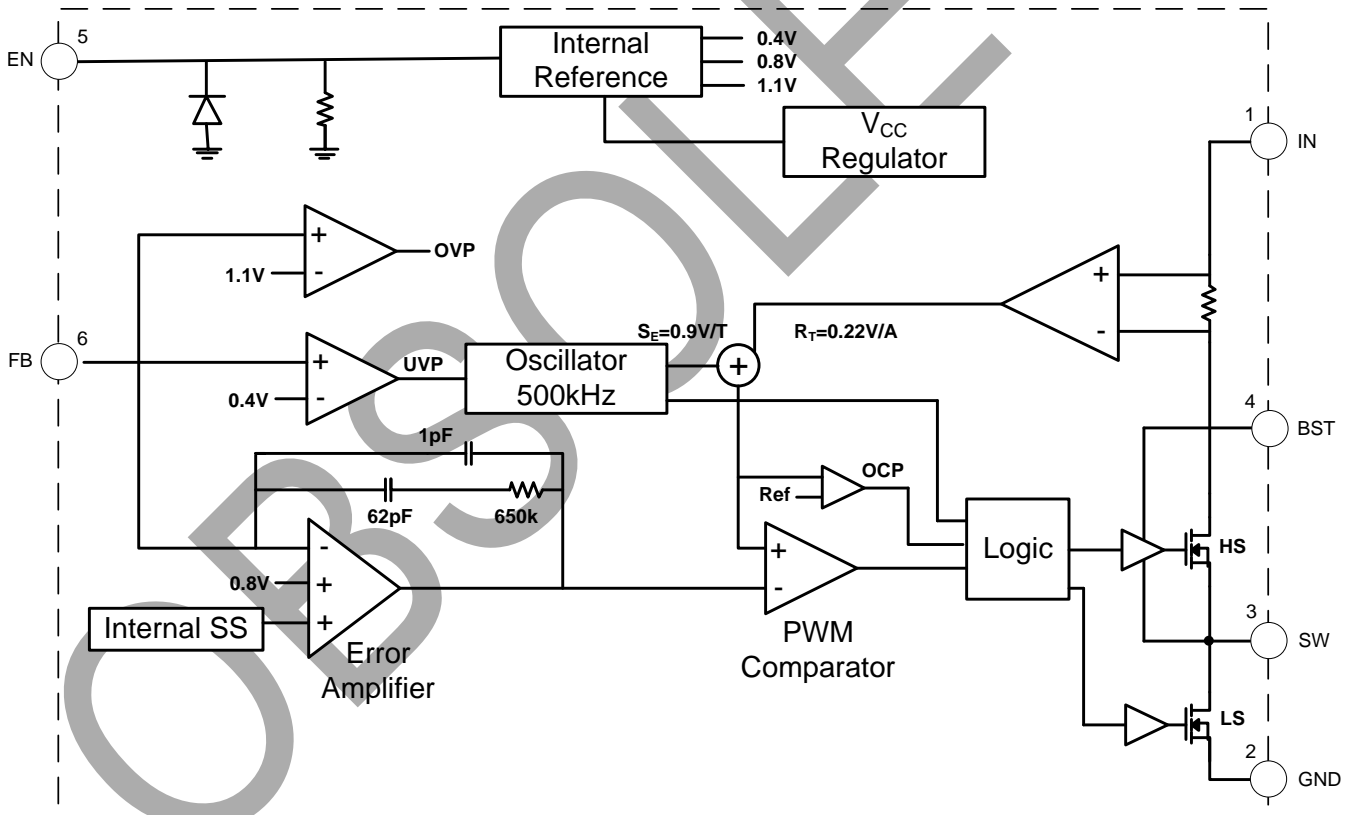 5
EN
Internal
Reference
0.4V
0.8V
1.1V
VCC
Regulator
1
IN
+
-
1.1V
OVP
6
FB
+
-
0.4V
UVP
Oscillator
500kHz
SE=0.9V/T
+
RT=0.22V/A
+
-
4
BST
1pF
62pF
650k
Ref
OCP
-
+
+
0.8V
Internal SS
Error
Amplifier
+
-
PWM
Comparator
Logic
HS
3
SW
LS
2
GND
OBSOLE